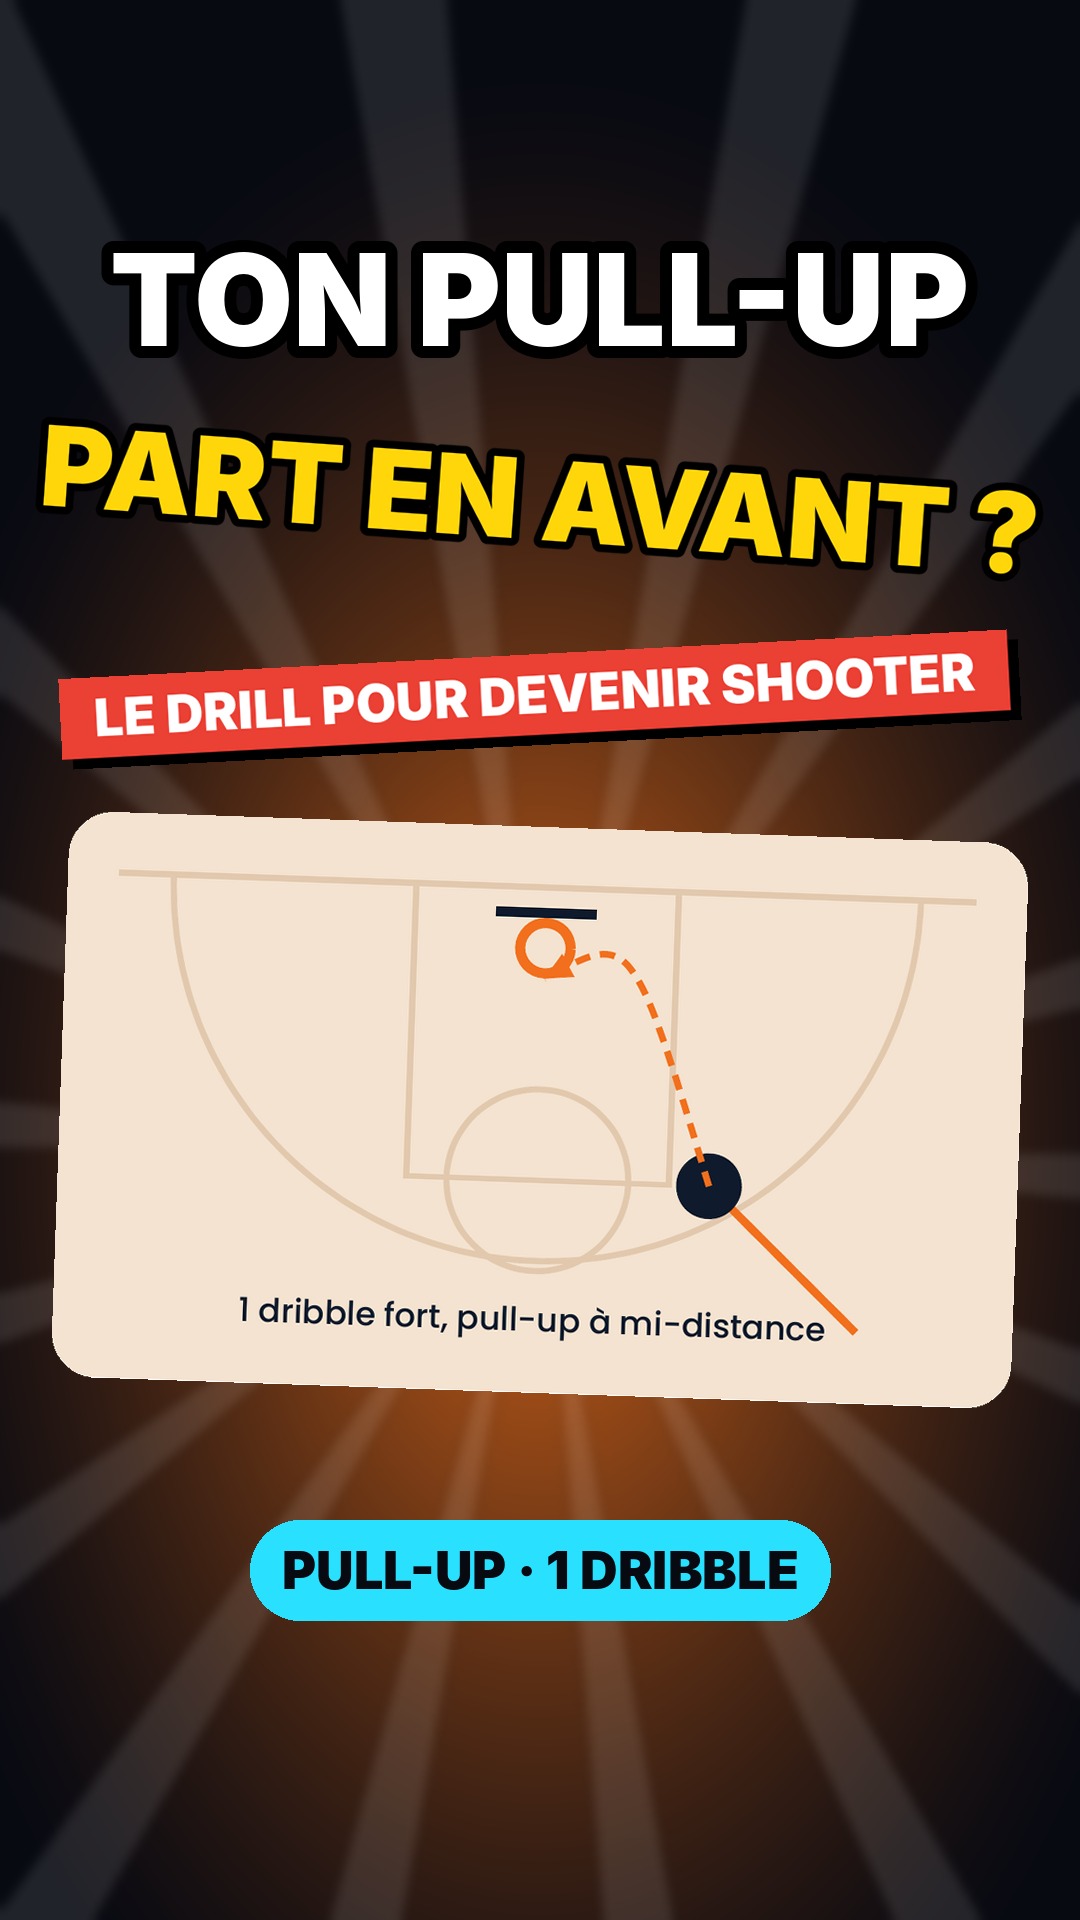 TON PULL-UP
PART EN AVANT ?
LE DRILL POUR DEVENIR SHOOTER
1 dribble fort, pull-up à mi-distance
PULL-UP · 1 DRIBBLE